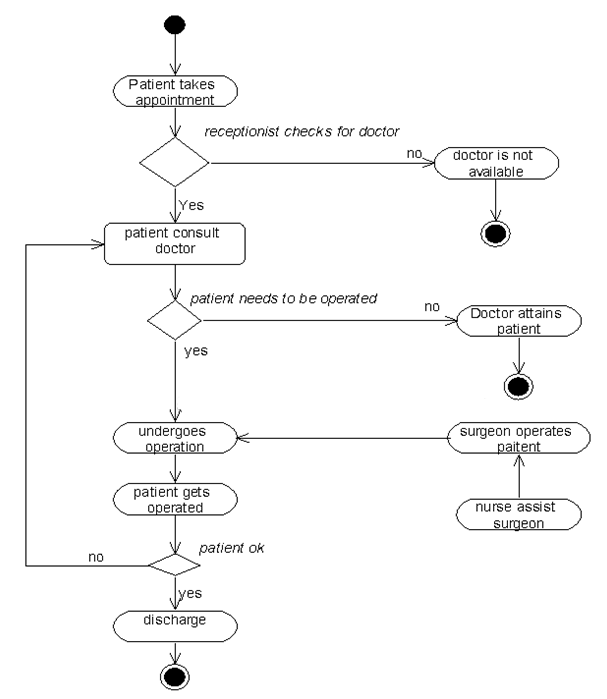 Patient takes
appointment
receptionist checks for doctor
no
doctor is not
available
Yes
patient consult
doctor
patient needs to be operated
no
Doctor attains
patient
yes
undergoes
operation
surgeon operates
paitent
patient gets
operated
nurse assist
surgeon
patient ok
no
yes
discharge